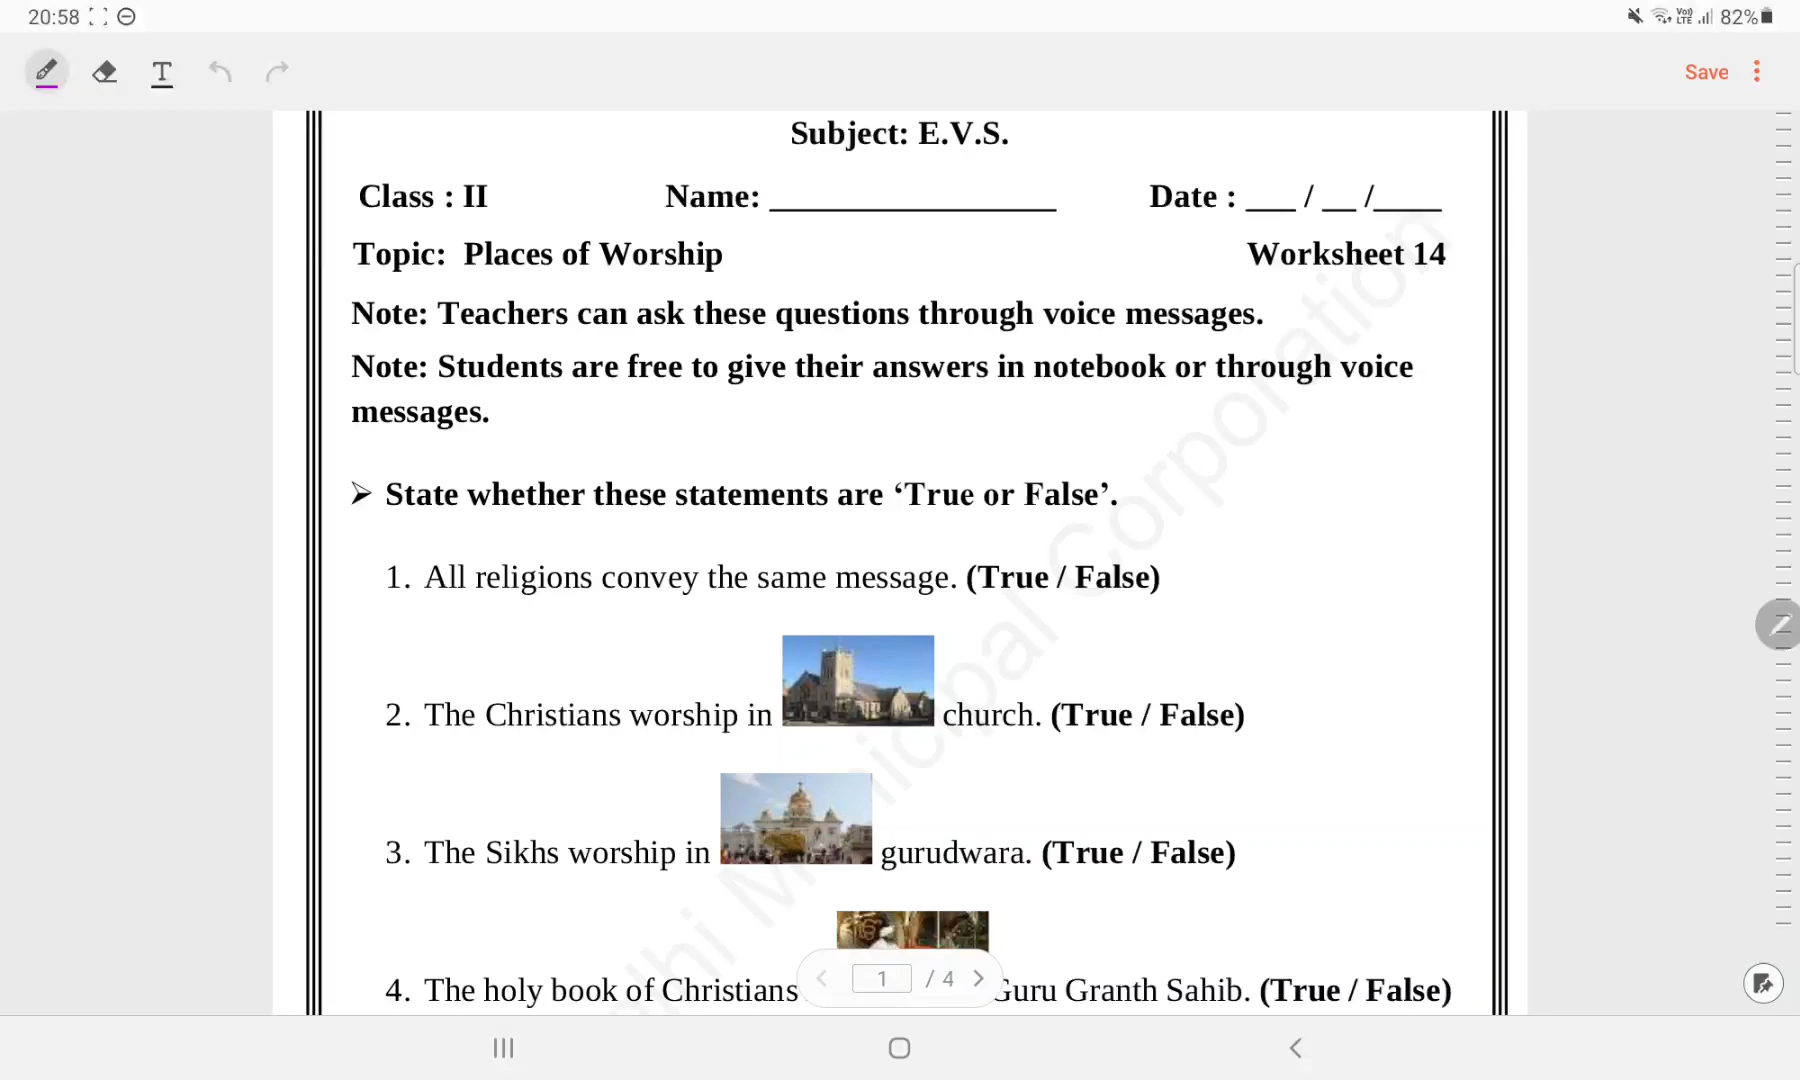 20:58
Vo)) LTE 82%
T Save
Subject: E.V.S.
Class : II Name: _________________ Date : ___ / __ /____
Topic: Places of Worship Worksheet 14
Note: Teachers can ask these questions through voice messages.
Note: Students are free to give their answers in notebook or through voice
messages.
➢ State whether these statements are ‘True or False’.
1. All religions convey the same message. (True / False)
2. The Christians worship in church. (True / False)
3. The Sikhs worship in gurudwara. (True / False)
4. The holy book of Christians Guru Granth Sahib. (True / False)
1 / 4
Corporation